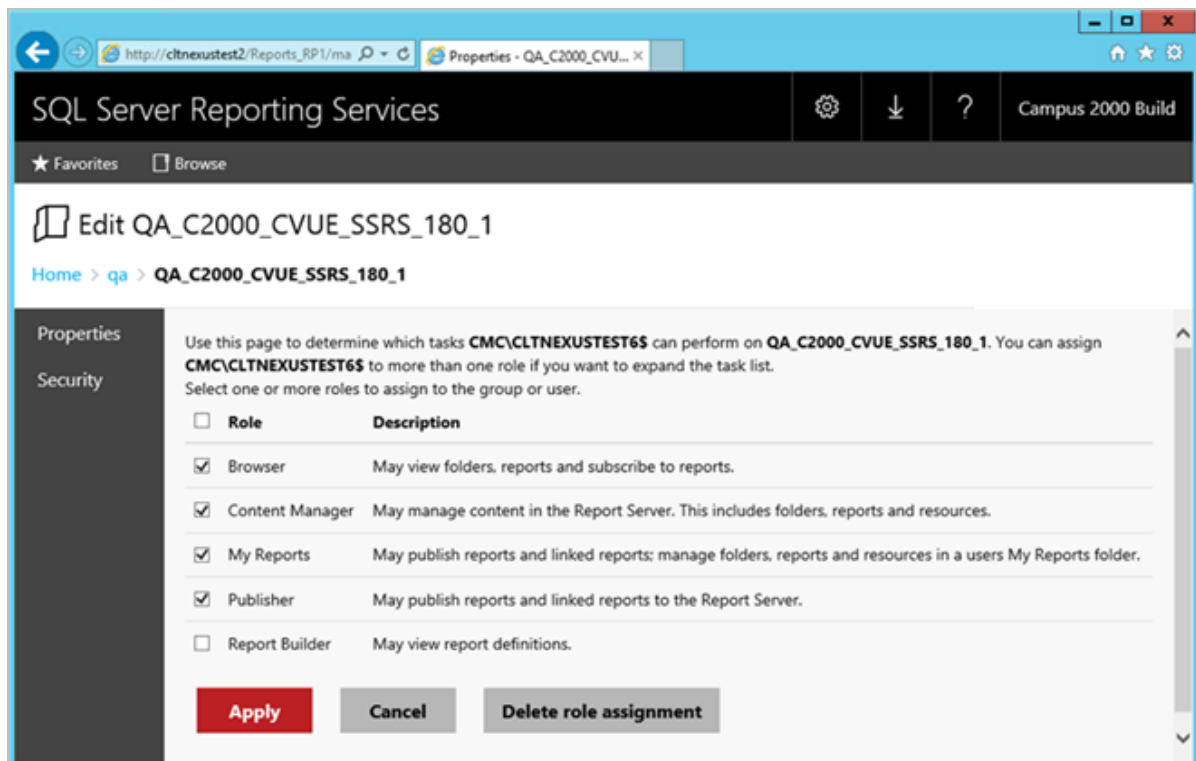 http://cltnexustest2/Reports_RP1/ma
Properties - QA_C2000_CVU...
SQL Server Reporting Services
?
Campus 2000 Build
Favorites
Browse
Edit QA_C2000_CVUE_SSRS_180_1
Home > qa > QA_C2000_CVUE_SSRS_180_1
Properties
Security
Use this page to determine which tasks CMC\CLTNEXUSTEST6$ can perform on QA_C2000_CVUE_SSRS_180_1. You can assign
CMC\CLTNEXUSTEST6$ to more than one role if you want to expand the task list.
Select one or more roles to assign to the group or user.
Role Description
Browser May view folders, reports and subscribe to reports.
Content Manager May manage content in the Report Server. This includes folders, reports and resources.
My Reports May publish reports and linked reports; manage folders, reports and resources in a users My Reports folder.
Publisher May publish reports and linked reports to the Report Server.
Report Builder May view report definitions.
Apply
Cancel
Delete role assignment